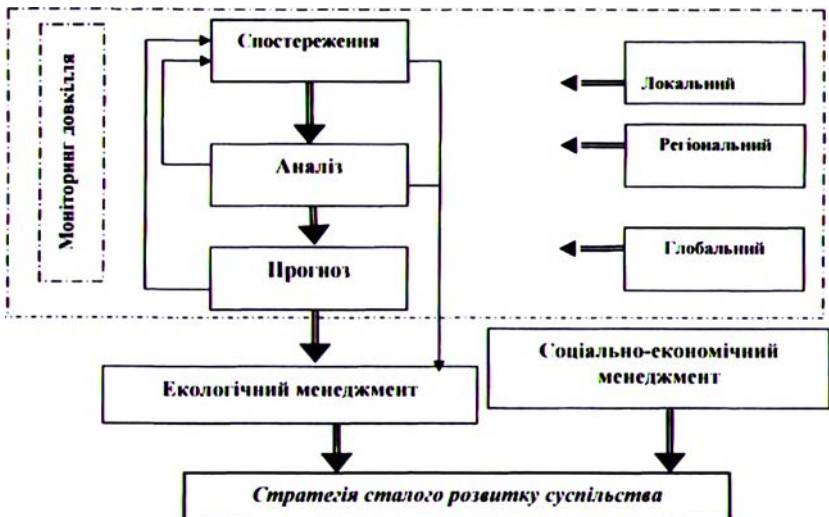 Моніторинг довкілля
Спостереження
Аналіз
Прогноз
Локальний
Регіональний
Глобальний
Екологічний менеджмент
Соціально-економічний
менеджмент
Стратегія сталого розвитку суспільства